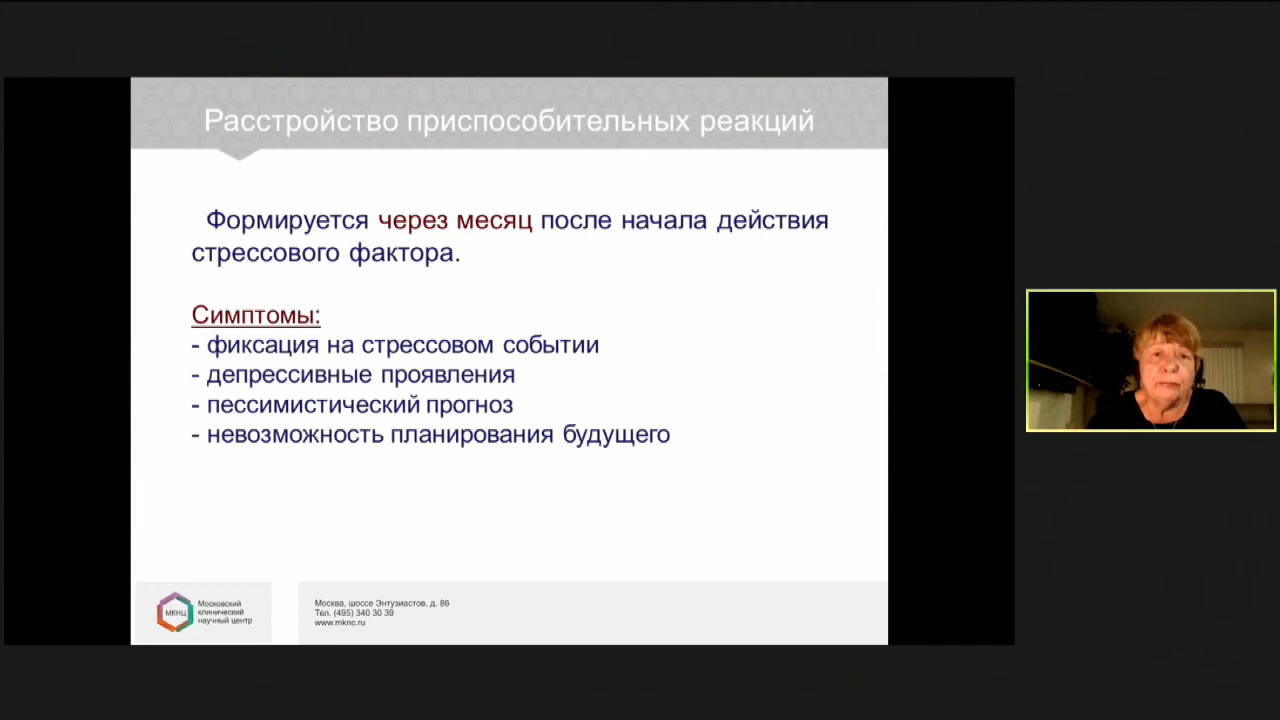 Расстройство приспособительных реакций
Формируется через месяц после начала действия
стрессового фактора.
Симптомы:
- фиксация на стрессовом событии
- депрессивные проявления
- пессимистический прогноз
- невозможность планирования будущего
МКНЦ
Московский
клинический
научный центр
Москва, шоссе Энтузиастов, д. 86
Тел. (495) 340 30 39
www.mknc.ru